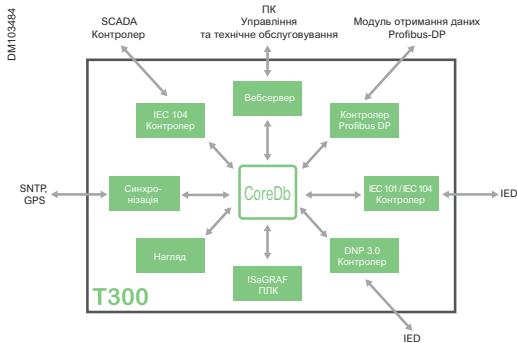 DM103484
SCADA
Контролер
ПК
Управління
та технічне обслуговування
Модуль отримання даних
Profibus-DP
Вебсервер
IEC 104
Контролер
Контролер
Profibus DP
SNTP,
GPS
Синхро-
нізація
CoreDb
IEC 101 / IEC 104
Контролер
IED
Нагляд
ISaGRAF
ПЛК
DNP 3.0
Контролер
T300
IED